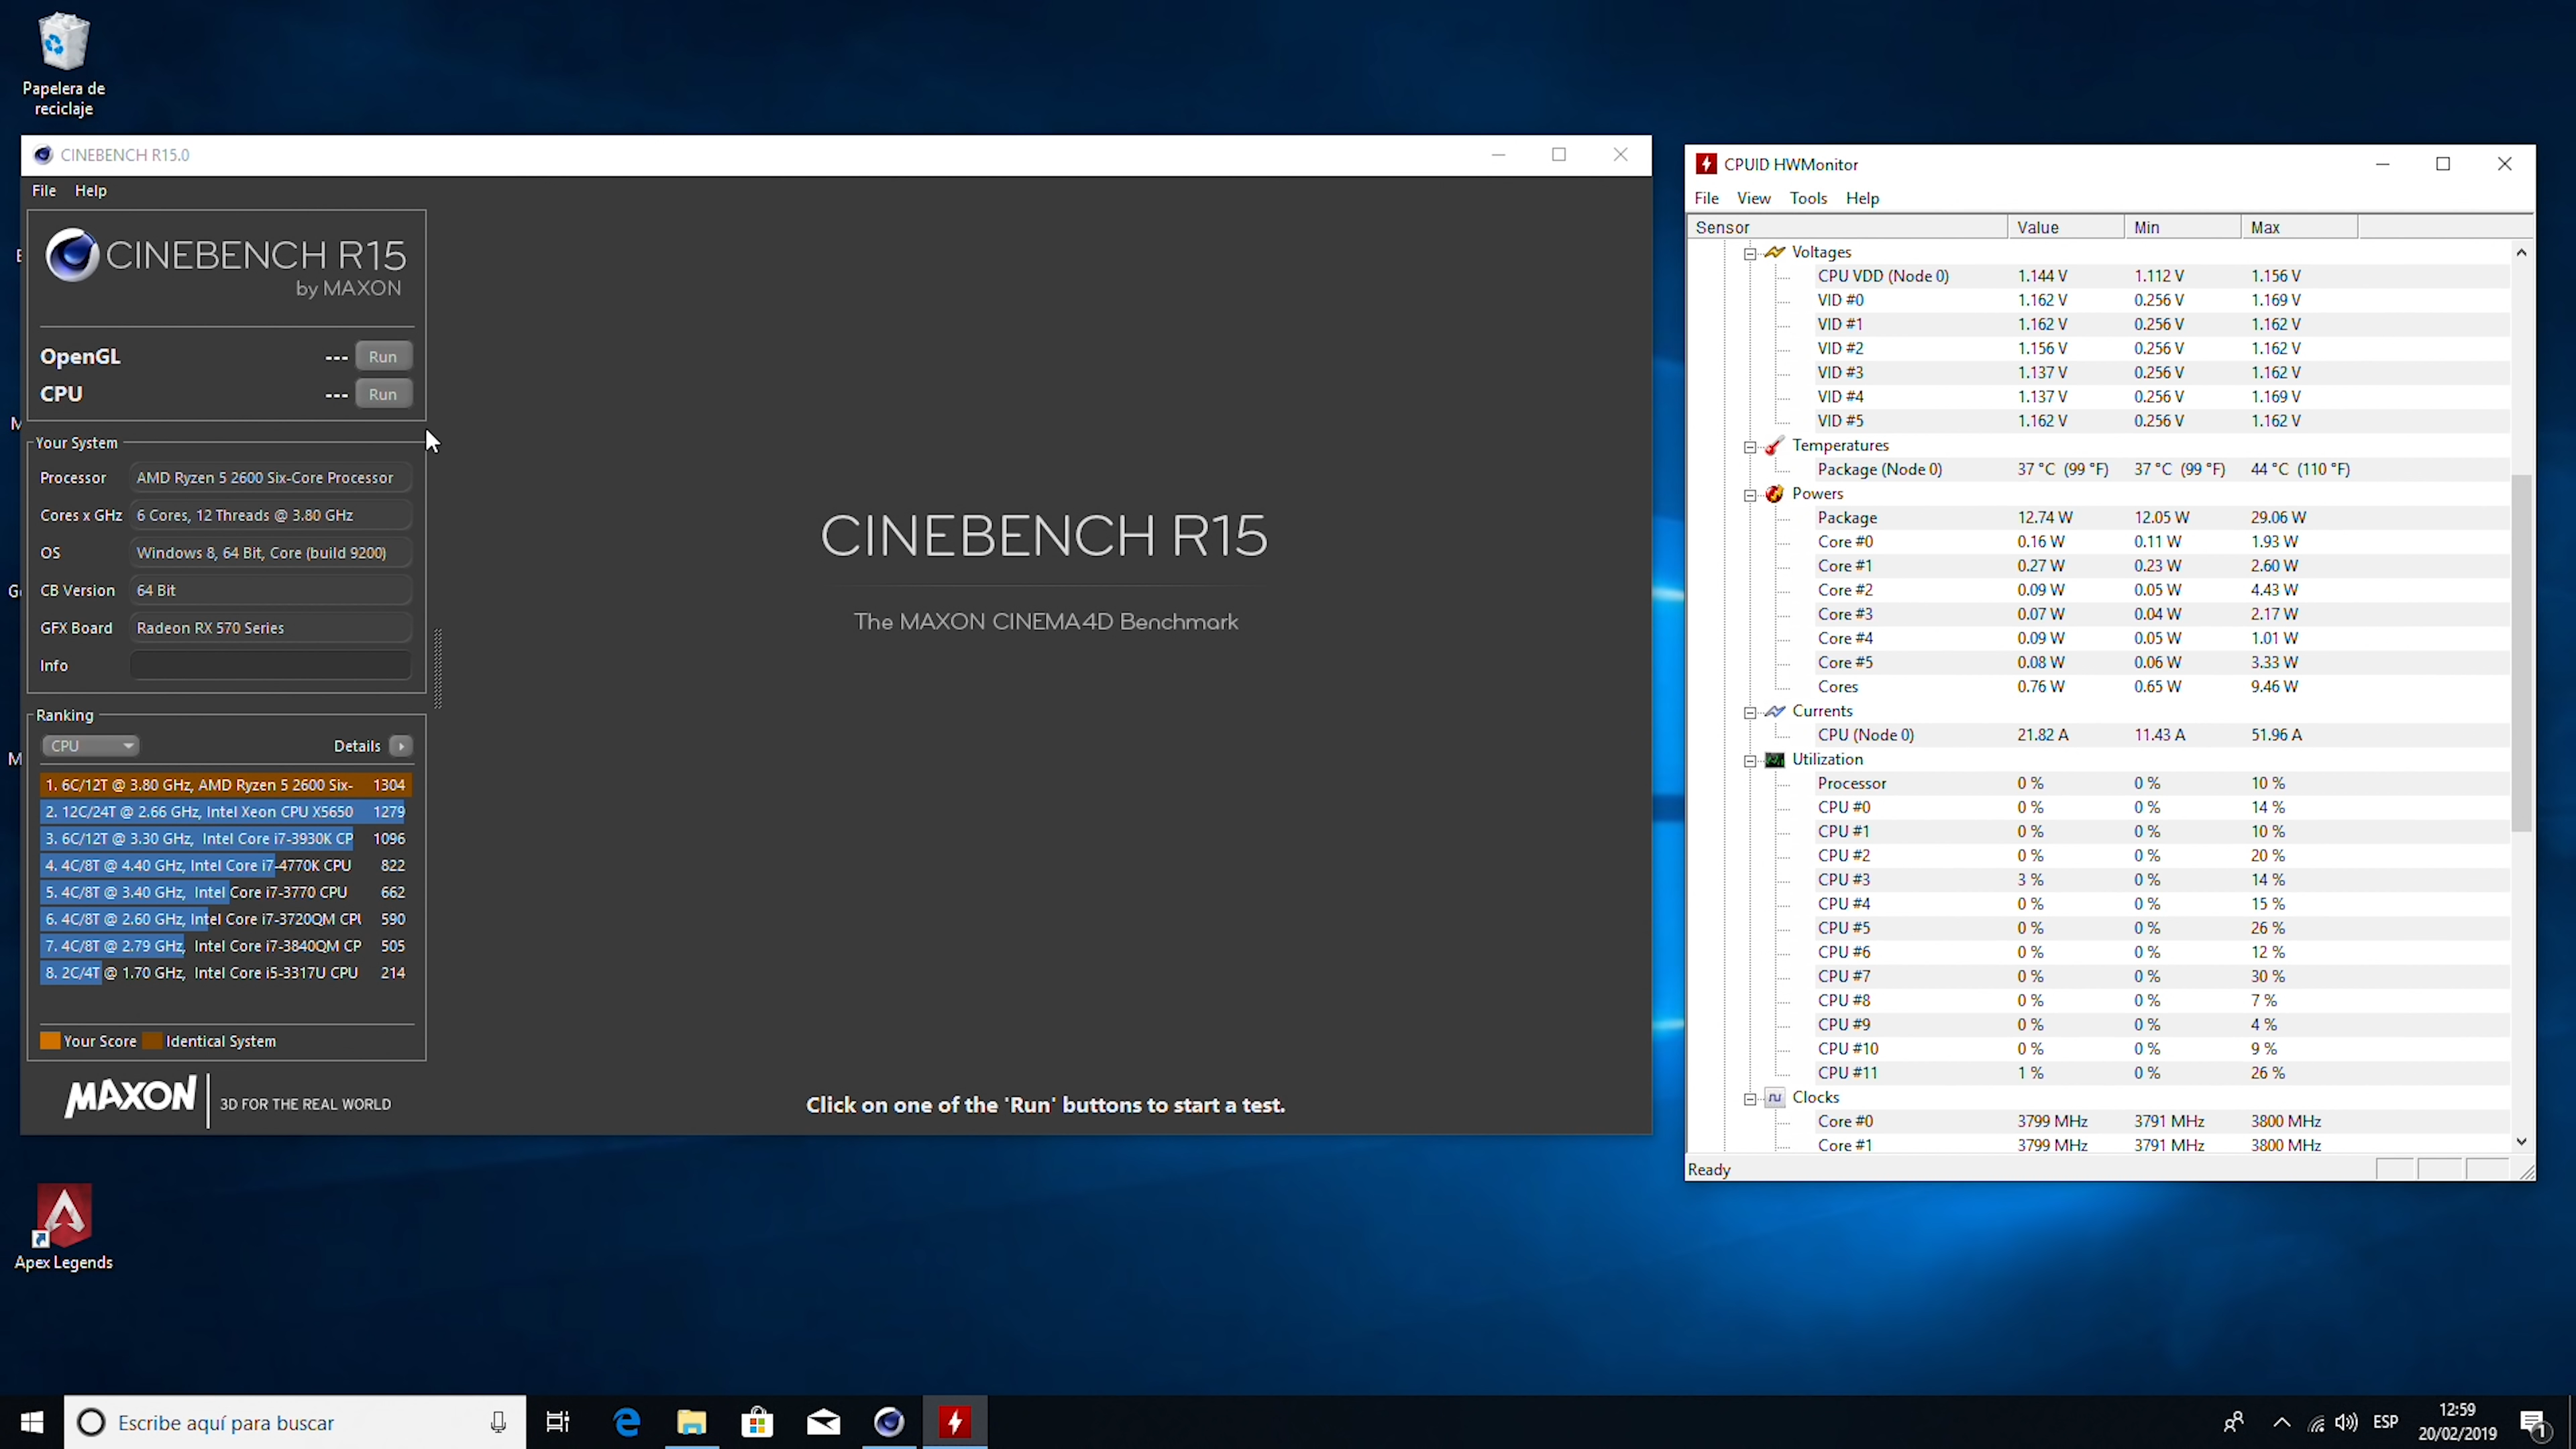 Papelera de
reciclaje
CINEBENCH R15.0
File Help
CINEBENCH R15
by MAXON
OpenGL --- Run
CPU --- Run
Your System
Processor AMD Ryzen 5 2600 Six-Core Processor
Cores x GHz 6 Cores, 12 Threads @ 3.80 GHz
OS Windows 8, 64 Bit, Core (build 9200)
CB Version 64 Bit
GFX Board Radeon RX 570 Series
Info
Ranking
CPU Details
1. 6C/12T @ 3.80 GHz, AMD Ryzen 5 2600 Six- 1304
2. 12C/24T @ 2.66 GHz, Intel Xeon CPU X5650 1279
3. 6C/12T @ 3.30 GHz, Intel Core i7-3930K CP 1096
4. 4C/8T @ 4.40 GHz, Intel Core i7-4770K CPU 822
5. 4C/8T @ 3.40 GHz, Intel Core i7-3770 CPU 662
6. 4C/8T @ 2.60 GHz, Intel Core i7-3720QM CPU 590
7. 4C/8T @ 2.79 GHz, Intel Core i7-3840QM CP 505
8. 2C/4T @ 1.70 GHz, Intel Core i5-3317U CPU 214
Your Score Identical System
MAXON 3D FOR THE REAL WORLD
CINEBENCH R15
The MAXON CINEMA4D Benchmark
Click on one of the 'Run' buttons to start a test.
CPUID HWMonitor
File View Tools Help
Sensor Value Min Max
Voltages
CPU VDD (Node 0) 1.144 V 1.112 V 1.156 V
VID #0 1.162 V 0.256 V 1.169 V
VID #1 1.162 V 0.256 V 1.162 V
VID #2 1.156 V 0.256 V 1.162 V
VID #3 1.137 V 0.256 V 1.162 V
VID #4 1.137 V 0.256 V 1.169 V
VID #5 1.162 V 0.256 V 1.162 V
Temperatures
Package (Node 0) 37 °C (99 °F) 37 °C (99 °F) 44 °C (110 °F)
Powers
Package 12.74 W 12.05 W 29.06 W
Core #0 0.16 W 0.11 W 1.93 W
Core #1 0.27 W 0.23 W 2.60 W
Core #2 0.09 W 0.05 W 4.43 W
Core #3 0.07 W 0.04 W 2.17 W
Core #4 0.09 W 0.05 W 1.01 W
Core #5 0.08 W 0.06 W 3.33 W
Cores 0.76 W 0.65 W 9.46 W
Currents
CPU (Node 0) 21.82 A 11.43 A 51.96 A
Utilization
Processor 0 % 0 % 10 %
CPU #0 0 % 0 % 14 %
CPU #1 0 % 0 % 10 %
CPU #2 0 % 0 % 20 %
CPU #3 3 % 0 % 14 %
CPU #4 0 % 0 % 15 %
CPU #5 0 % 0 % 26 %
CPU #6 0 % 0 % 12 %
CPU #7 0 % 0 % 30 %
CPU #8 0 % 0 % 7 %
CPU #9 0 % 0 % 4 %
CPU #10 0 % 0 % 9 %
CPU #11 1 % 0 % 26 %
Clocks
Core #0 3799 MHz 3791 MHz 3800 MHz
Core #1 3799 MHz 3791 MHz 3800 MHz
Ready
Apex Legends
Escribe aquí para buscar
ESP
12:59
20/02/2019
1